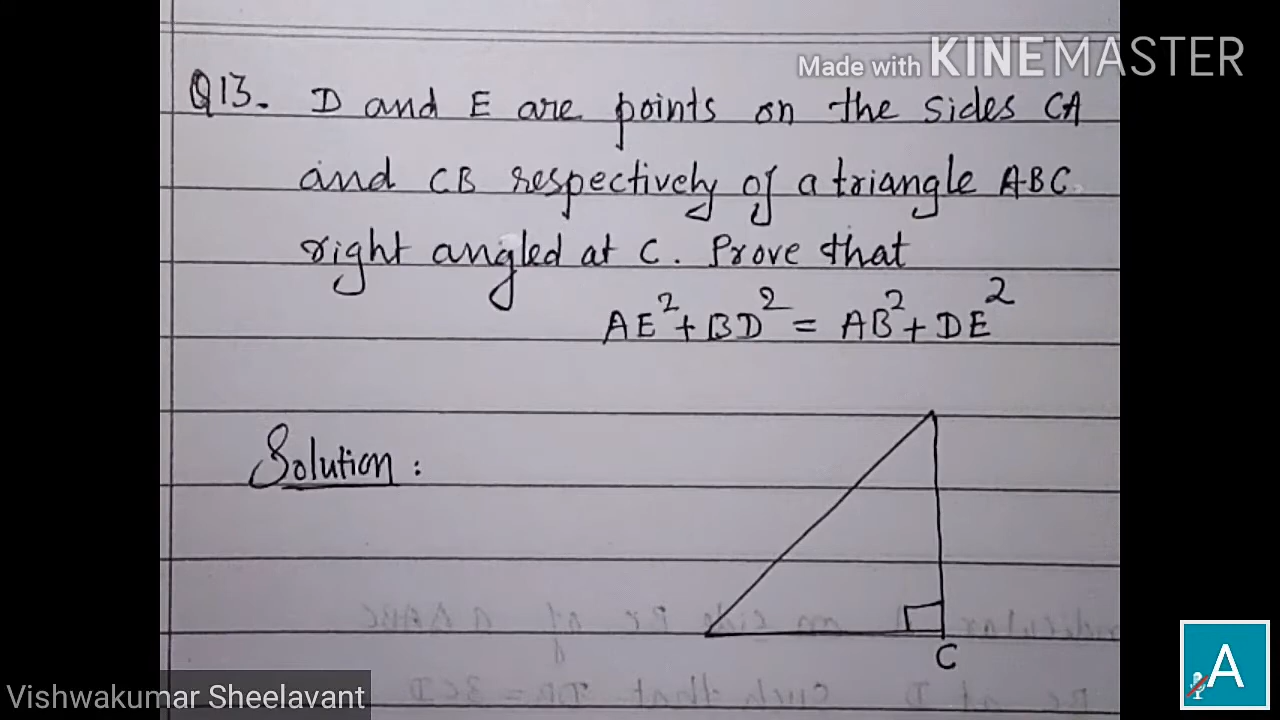 Made with KINEMASTER
Q13. D and E are points on the sides CA
and CB respectively of a triangle ABC
right angled at C. Prove that
AE² + BD² = AB² + DE²
Solution :
C
A
Vishwakumar Sheelavant